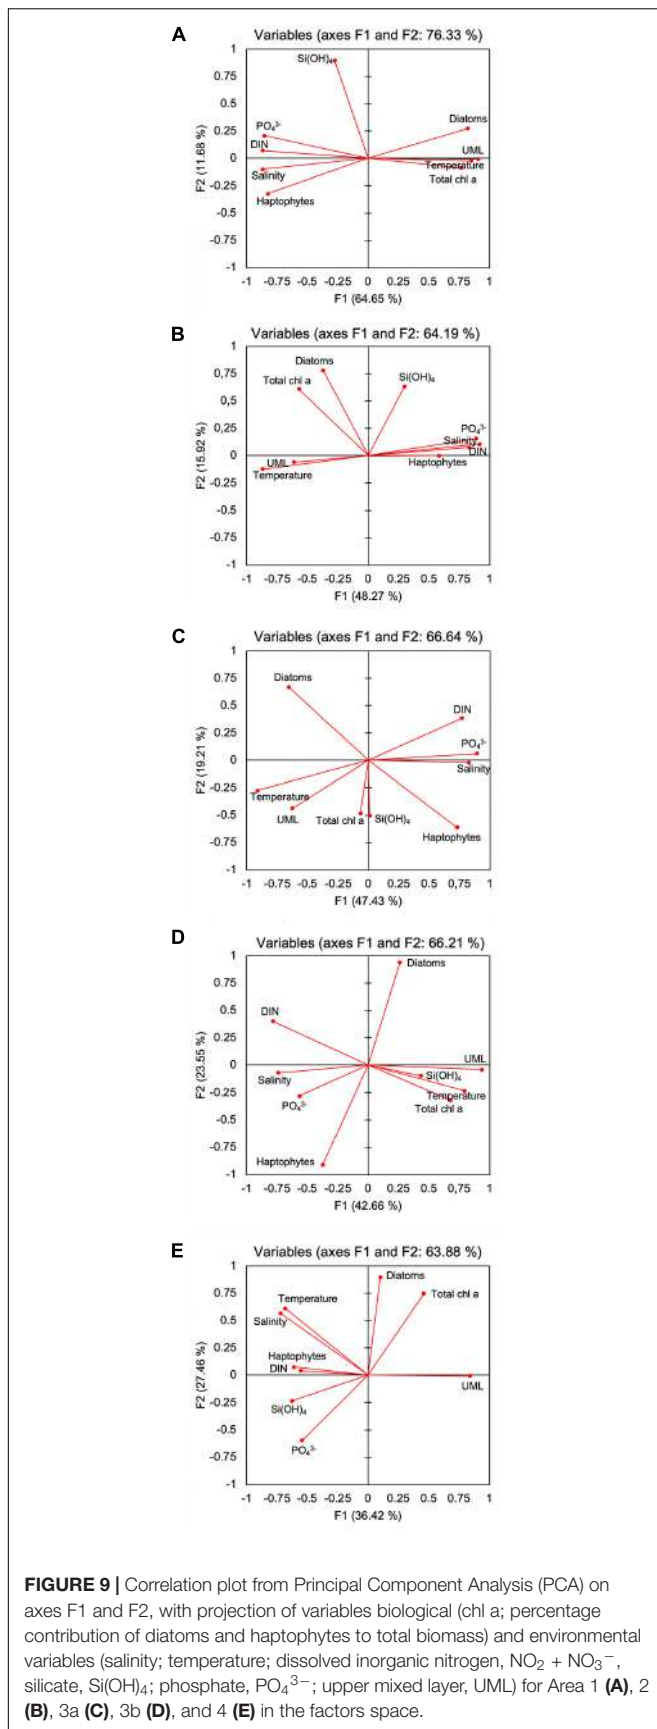 A
Variables (axes F1 and F2: 76.33 %)
1
0.75
0.5
0.25
0
-0.25
-0.5
-0.75
-1
F2 (11.68 %)
Si(OH)₄
PO₄³⁻
DIN
Salinity
Haptophytes
Diatoms
UML
Temperature
Total chl a
-1 -0.75 -0.5 -0.25 0 0.25 0.5 0.75 1
F1 (64.65 %)
B
Variables (axes F1 and F2: 64.19 %)
1
0,75
0,5
0,25
0
-0.25
-0.5
-0.75
-1
F2 (15.92 %)
Diatoms
Total chl a
Si(OH)₄
PO₄³⁻
Salinity
DIN
Haptophytes
UML
Temperature
-1 -0.75 -0.5 -0.25 0 0.25 0.5 0.75 1
F1 (48.27 %)
C
Variables (axes F1 and F2: 66.64 %)
1
0.75
0.5
0.25
0
-0.25
-0.5
-0.75
-1
F2 (19.21 %)
Diatoms
DIN
PO₄³⁻
Salinity
Temperature
UML
Total chl a
Si(OH)₄
Haptophytes
-1 -0.75 -0.5 -0.25 0 0.25 0.5 0.75 1
F1 (47.43 %)
D
Variables (axes F1 and F2: 66.21 %)
1
0.75
0.5
0.25
0
-0.25
-0.5
-0.75
-1
F2 (23.55 %)
Diatoms
DIN
UML
Salinity
Si(OH)₄
PO₄³⁻
Temperature
Total chl a
Haptophytes
-1 -0.75 -0.5 -0.25 0 0.25 0.5 0.75 1
F1 (42.66 %)
E
Variables (axes F1 and F2: 63.88 %)
1
0.75
0.5
0.25
0
-0.25
-0.5
-0.75
-1
F2 (27.46 %)
Diatoms
Temperature
Total chl a
Salinity
Haptophytes
DIN
UML
Si(OH)₄
PO₄³⁻
-1 -0.75 -0.5 -0.25 0 0.25 0.5 0.75 1
F1 (36.42 %)
FIGURE 9 | Correlation plot from Principal Component Analysis (PCA) on
axes F1 and F2, with projection of variables biological (chl a; percentage
contribution of diatoms and haptophytes to total biomass) and environmental
variables (salinity; temperature; dissolved inorganic nitrogen, NO₂ + NO₃⁻,
silicate, Si(OH)₄; phosphate, PO₄³⁻; upper mixed layer, UML) for Area 1 (A), 2
(B), 3a (C), 3b (D), and 4 (E) in the factors space.